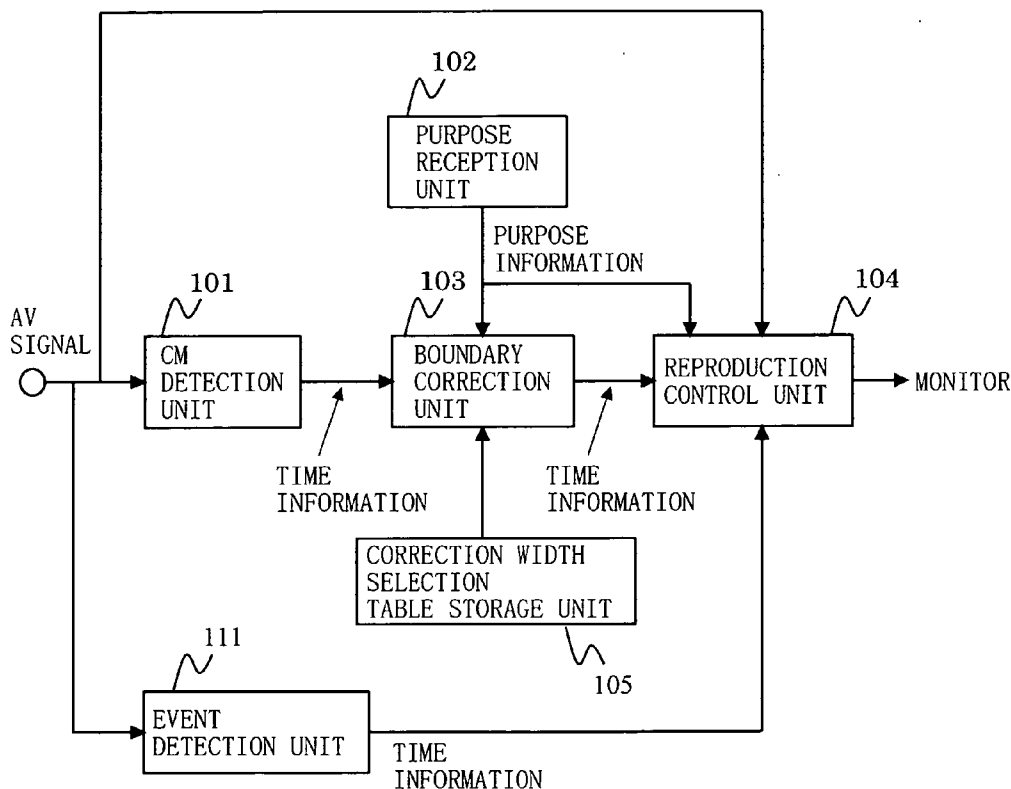 102
PURPOSE
RECEPTION
UNIT
PURPOSE
INFORMATION
AV
SIGNAL
101
CM
DETECTION
UNIT
103
BOUNDARY
CORRECTION
UNIT
104
REPRODUCTION
CONTROL UNIT
MONITOR
TIME
INFORMATION
TIME
INFORMATION
CORRECTION WIDTH
SELECTION
TABLE STORAGE UNIT
105
111
EVENT
DETECTION UNIT
TIME
INFORMATION